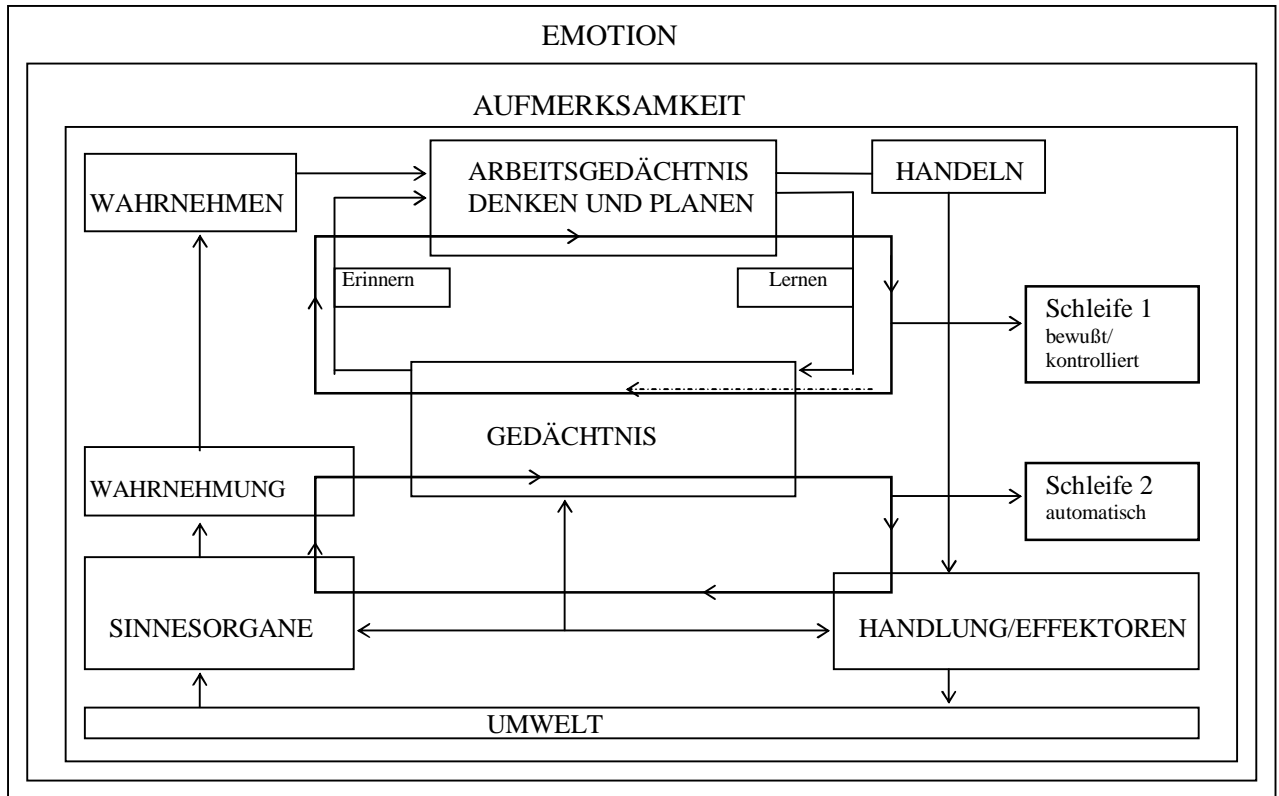 EMOTION
AUFMERKSAMKEIT
WAHRNEHMEN
ARBEITSGEDÄCHTNIS
DENKEN UND PLANEN
HANDELN
Erinnern
Lernen
Schleife 1
bewußt/
kontrolliert
GEDÄCHTNIS
WAHRNEHMUNG
Schleife 2
automatisch
SINNESORGANE
HANDLUNG/EFFEKTOREN
UMWELT